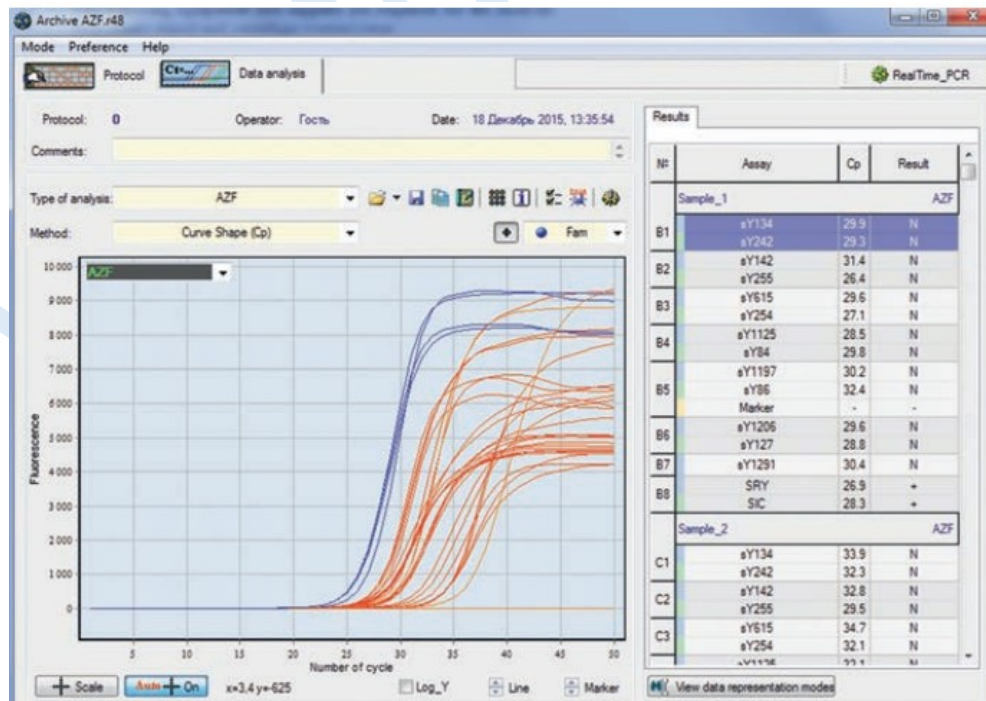 Archive AZF.r48
Mode Preference Help
Protocol Data analysis RealTime_PCR
Protocol: 0 Operator: Гость Date: 18 Декабрь 2015, 13:35:54
Comments:
Type of analysis: AZF
Method: Curve Shape (Cp) Fam
AZF
10 000
9 000
8 000
7 000
6 000
5 000
4 000
3 000
2 000
1 000
0
Fluorescence
5 10 15 20 25 30 35 40 45 50
Number of cycle
Scale Auto On x=3,4 y=-625 Log_Y Line Marker
Results
№ Assay Cp Result
Sample_1 AZF
B1 sY134 29.9 N
sY242 29.3 N
B2 sY142 31.4 N
sY255 26.4 N
B3 sY615 29.6 N
sY254 27.1 N
B4 sY1125 28.5 N
sY84 29.8 N
B5 sY1197 30.2 N
sY86 32.4 N
Marker - -
B6 sY1206 29.6 N
sY127 28.8 N
B7 sY1291 30.4 N
B8 SRY 26.9 +
SIC 28.3 +
Sample_2 AZF
C1 sY134 33.9 N
sY242 32.3 N
C2 sY142 32.8 N
sY255 29.5 N
C3 sY615 34.7 N
sY254 32.1 N
View data representation modes